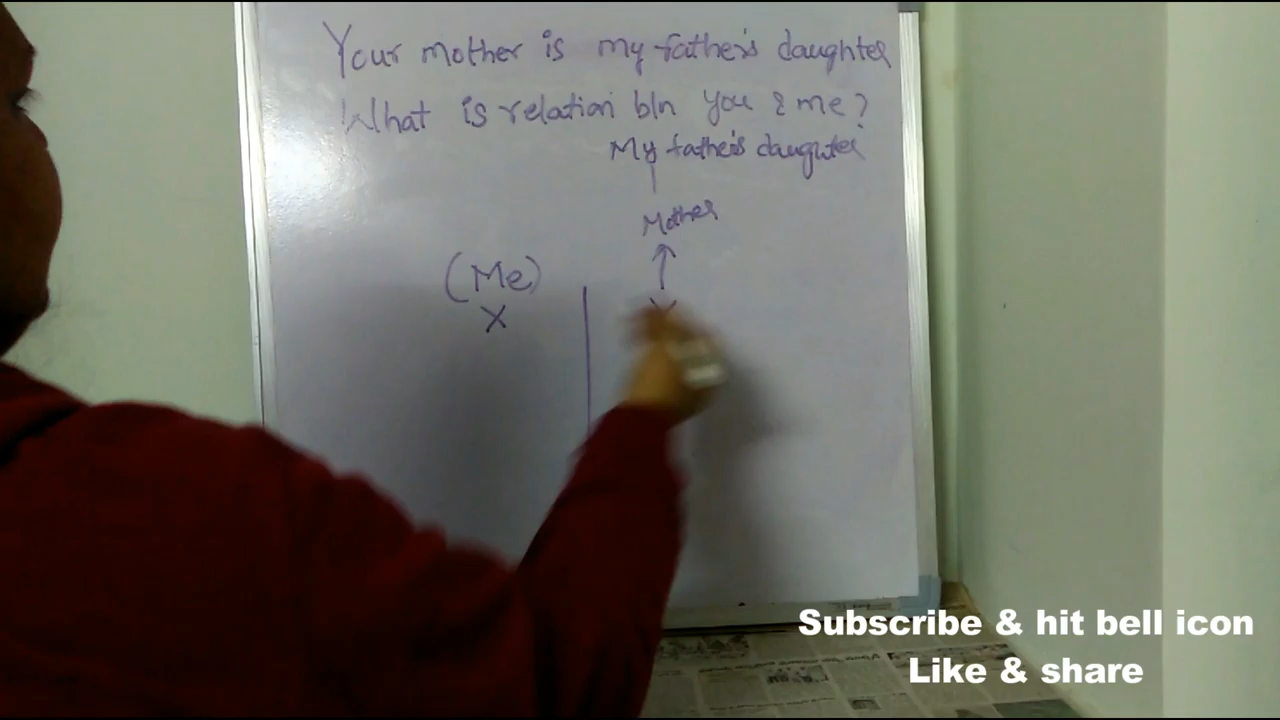 Your mother is my father's daughter
What is relation b/n you & me?
My father's daughter
Mother
(Me)
X
X
Subscribe & hit bell icon
Like & share